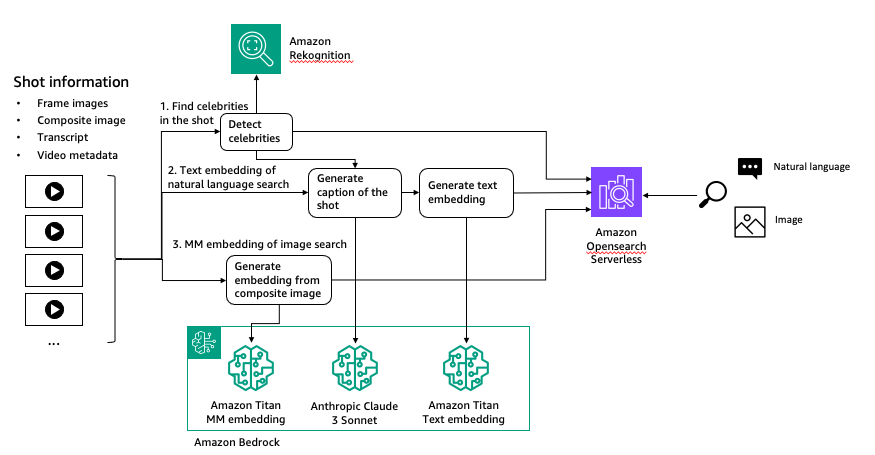 Amazon
Rekognition
Shot information
• Frame images
• Composite image
• Transcript
• Video metadata
...
1. Find celebrities
in the shot
Detect
celebrities
2. Text embedding of
natural language search
Generate
caption of the
shot
Generate text
embedding
3. MM embedding of image search
Generate
embedding from
composite image
Amazon
Opensearch
Serverless
Natural language
Image
Amazon Titan
MM embedding
Anthropic Claude
3 Sonnet
Amazon Titan
Text embedding
Amazon Bedrock